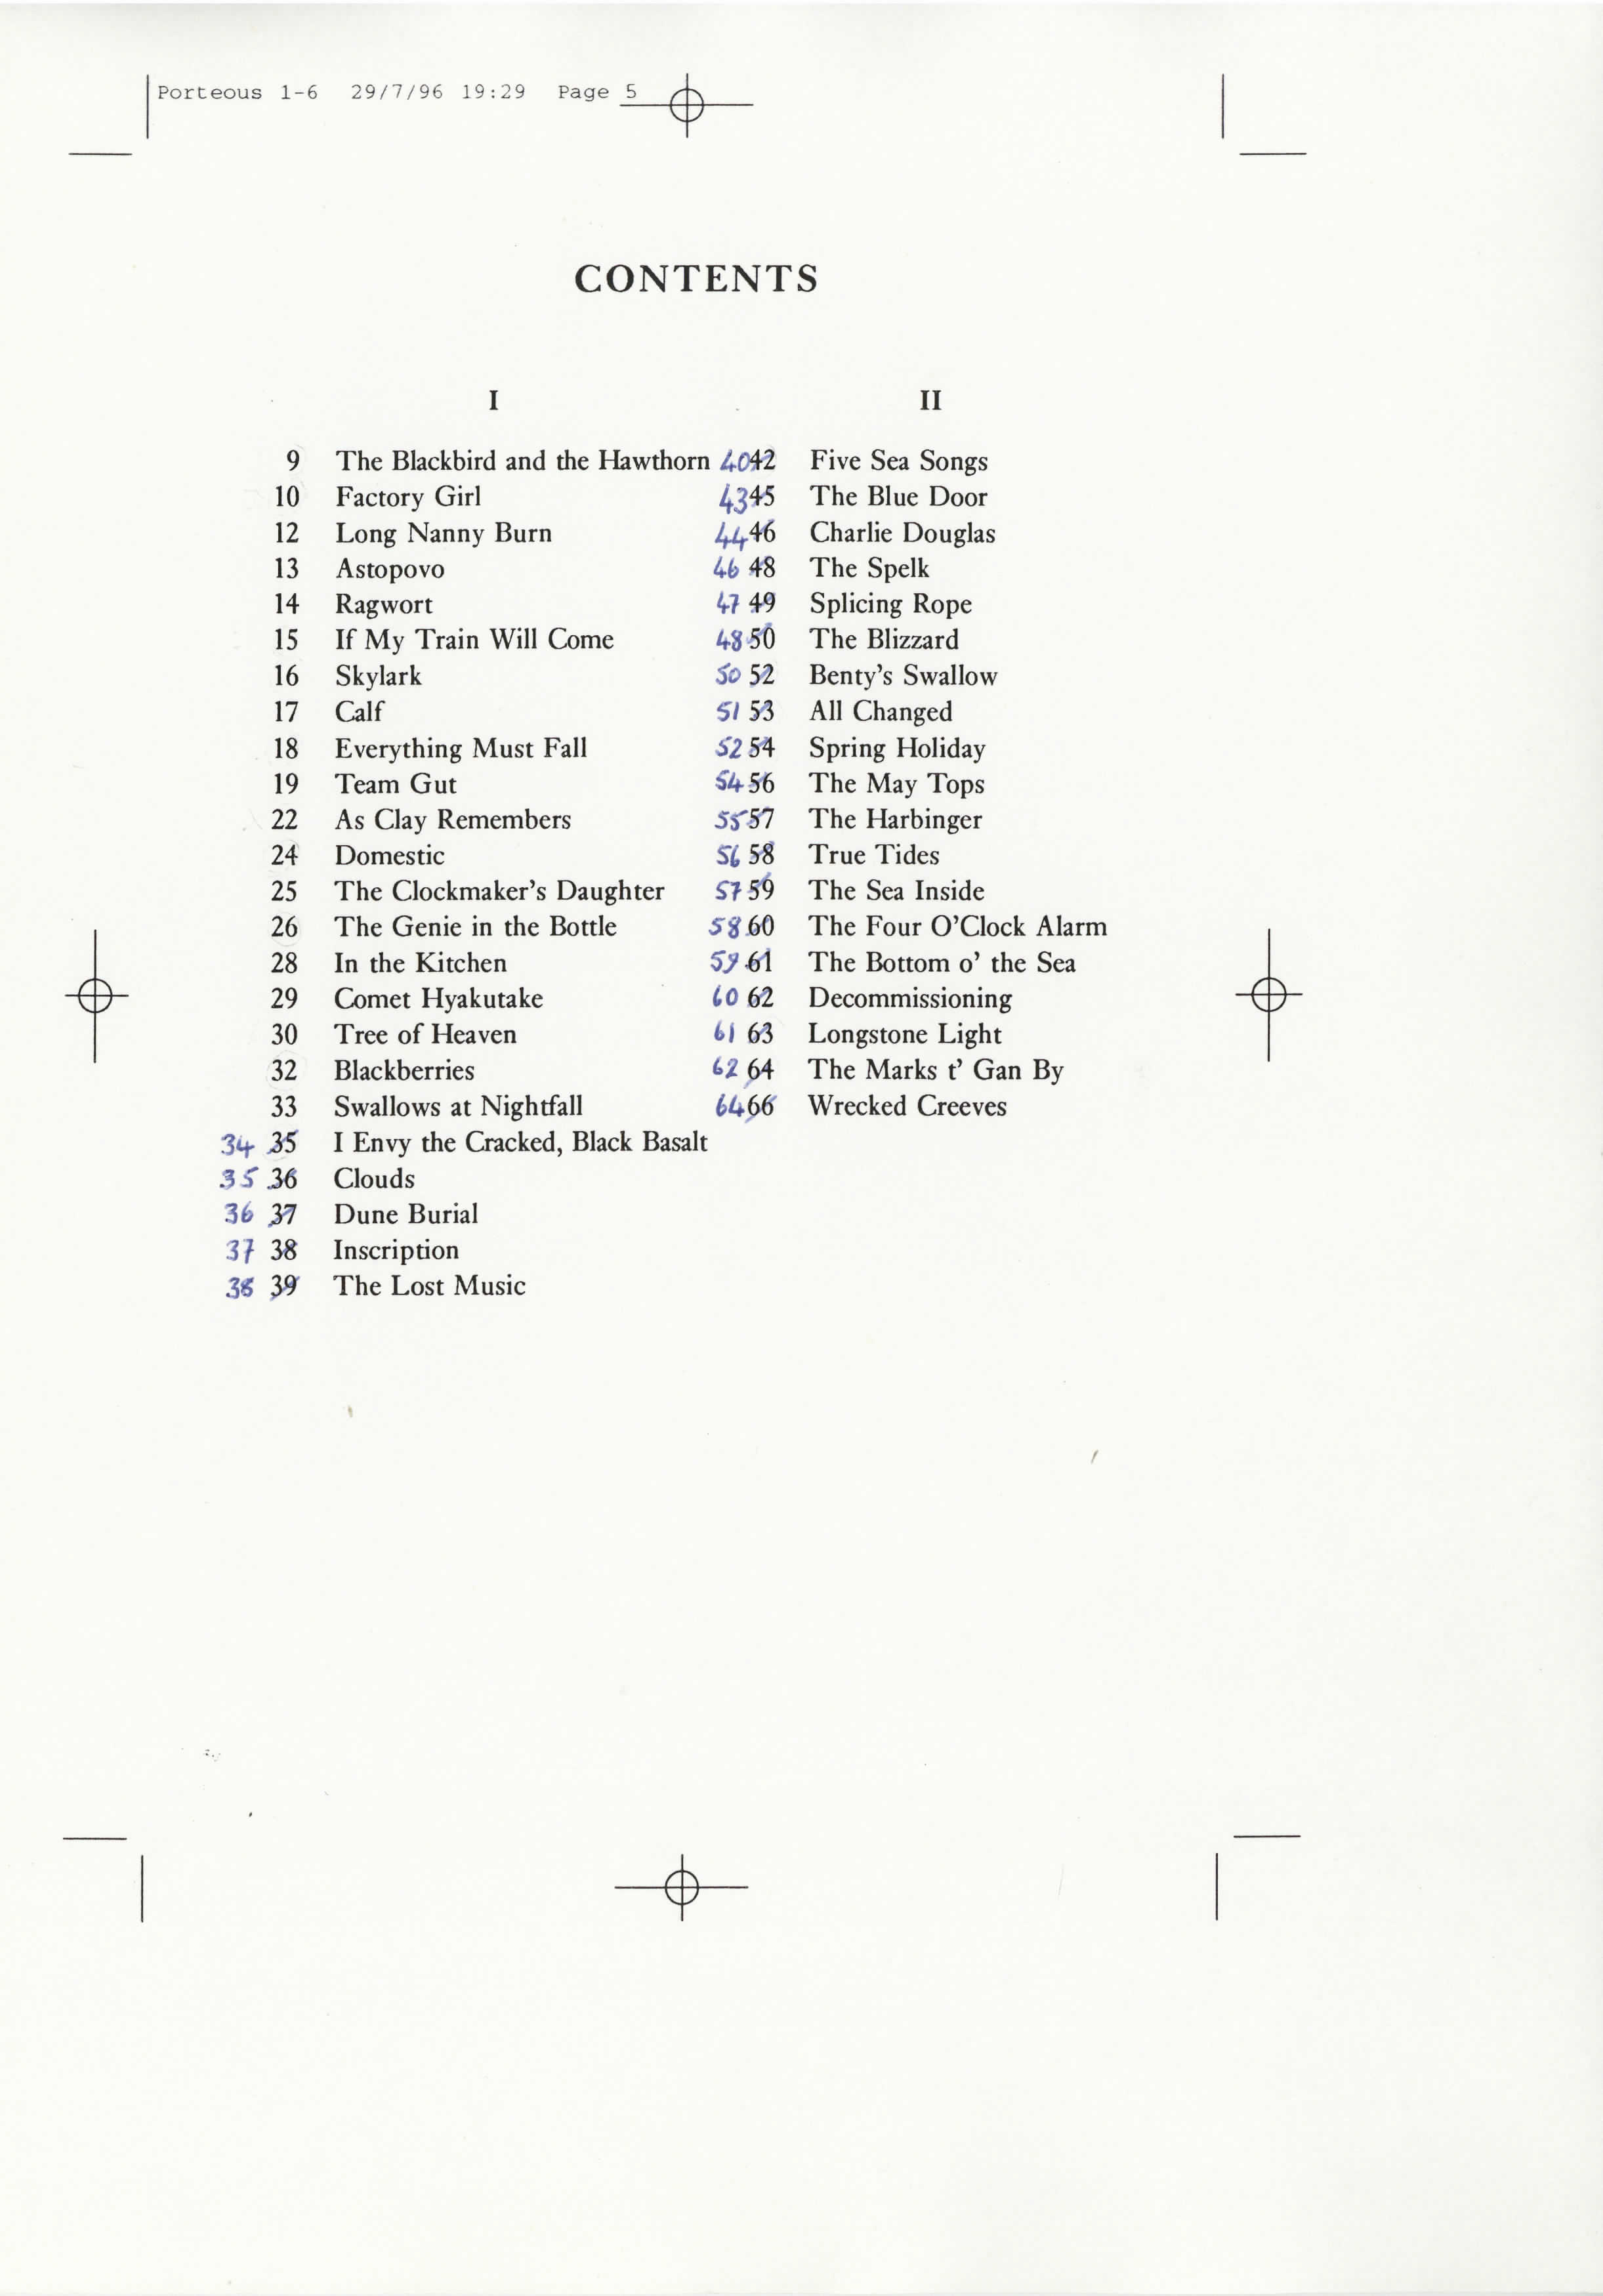 Porteous 1-6 29/7/96 19:29 Page 5
CONTENTS
I
9 The Blackbird and the Hawthorn
10 Factory Girl
12 Long Nanny Burn
13 Astopovo
14 Ragwort
15 If My Train Will Come
16 Skylark
17 Calf
18 Everything Must Fall
19 Team Gut
22 As Clay Remembers
24 Domestic
25 The Clockmaker's Daughter
26 The Genie in the Bottle
28 In the Kitchen
29 Comet Hyakutake
30 Tree of Heaven
32 Blackberries
33 Swallows at Nightfall
34 35 I Envy the Cracked, Black Basalt
35 36 Clouds
36 37 Dune Burial
37 38 Inscription
38 39 The Lost Music
II
40 42 Five Sea Songs
43 45 The Blue Door
44 46 Charlie Douglas
46 48 The Spelk
47 49 Splicing Rope
48 50 The Blizzard
50 52 Benty's Swallow
51 53 All Changed
52 54 Spring Holiday
54 56 The May Tops
55 57 The Harbinger
56 58 True Tides
57 59 The Sea Inside
58 60 The Four O'Clock Alarm
59 61 The Bottom o' the Sea
60 62 Decommissioning
61 63 Longstone Light
62 64 The Marks t' Gan By
64 66 Wrecked Creeves